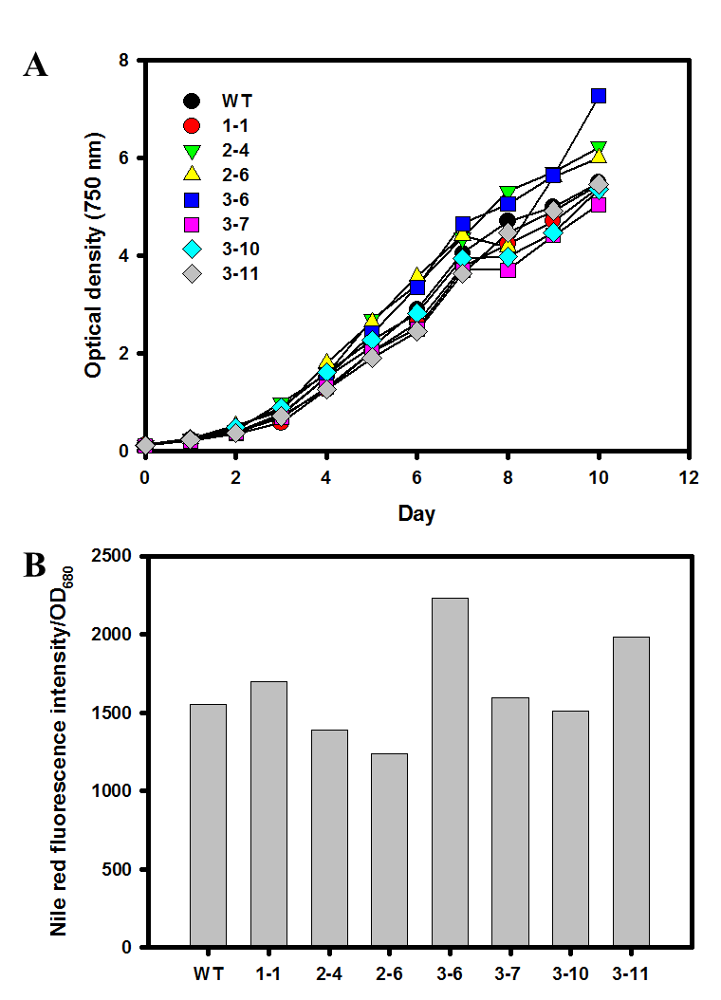 A
Optical density (750 nm)
8
6
4
2
0
WT
1-1
2-4
2-6
3-6
3-7
3-10
3-11
0 2 4 6 8 10 12
Day
B
Nile red fluorescence intensity/OD680
2500
2000
1500
1000
500
0
WT 1-1 2-4 2-6 3-6 3-7 3-10 3-11